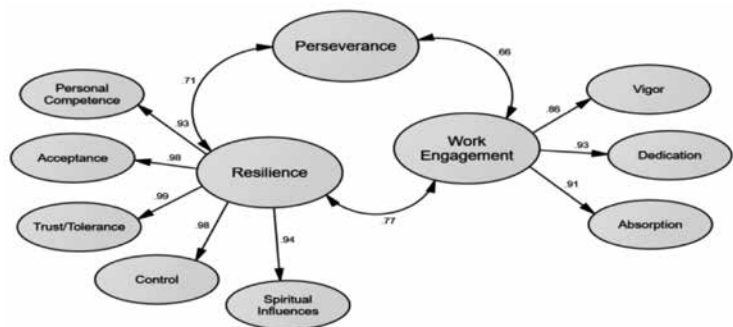 Perseverance
.71
.66
Personal
Competence
Vigor
.93
.86
Acceptance
.98
Resilience
Work
Engagement
.93
Dedication
.91
Trust/Tolerance
.99
Absorption
.98
.94
.77
Control
Spiritual
Influences